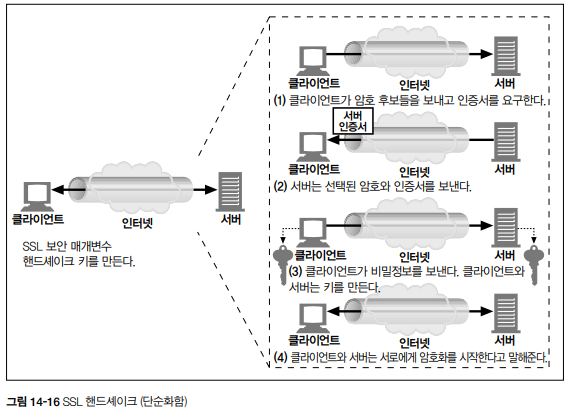 클라이언트
인터넷
서버
SSL 보안 매개변수
핸드셰이크 키를 만든다.
클라이언트
인터넷
서버
(1) 클라이언트가 암호 후보들을 보내고 인증서를 요구한다.
서버
인증서
클라이언트
인터넷
서버
(2) 서버는 선택된 암호와 인증서를 보낸다.
클라이언트
인터넷
서버
(3) 클라이언트가 비밀정보를 보낸다. 클라이언트와
서버는 키를 만든다.
클라이언트
인터넷
서버
(4) 클라이언트와 서버는 서로에게 암호화를 시작한다고 말해준다.
그림 14-16 SSL 핸드셰이크 (단순화함)